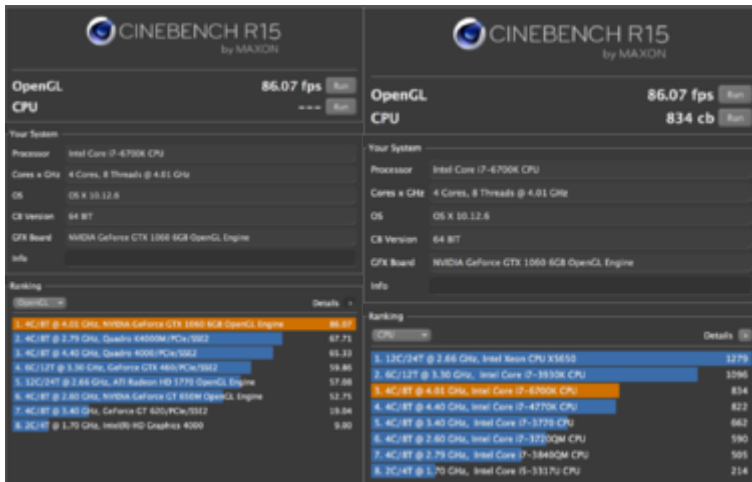 CINEBENCH R15
by MAXON
OpenGL 86.07 fps Run
CPU --- Run
Your System
Processor Intel Core i7-6700K CPU
Cores x GHz 4 Cores, 8 Threads @ 4.01 GHz
OS OS X 10.12.6
CB Version 64 BIT
GFX Board NVIDIA GeForce GTX 1060 6GB OpenGL Engine
Info
Ranking
OpenGL Details
1. 4C/8T @ 4.01 GHz, NVIDIA GeForce GTX 1060 6GB OpenGL Engine 86.07
2. 4C/8T @ 2.79 GHz, Quadro K4000M/PCIe/SSE2 67.71
3. 4C/8T @ 4.40 GHz, Quadro 4000/PCIe/SSE2 65.33
4. 6C/12T @ 3.30 GHz, GeForce GTX 460/PCIe/SSE2 59.86
5. 12C/24T @ 2.66 GHz, ATI Radeon HD 5770 OpenGL Engine 57.88
6. 4C/8T @ 2.60 GHz, NVIDIA GeForce GT 650M OpenGL Engine 52.75
7. 4C/8T @ 3.40 GHz, GeForce GT 620/PCIe/SSE2 19.04
8. 2C/4T @ 1.70 GHz, Intel(R) HD Graphics 4000 9.00
CINEBENCH R15
by MAXON
OpenGL 86.07 fps Run
CPU 834 cb Run
Your System
Processor Intel Core i7-6700K CPU
Cores x GHz 4 Cores, 8 Threads @ 4.01 GHz
OS OS X 10.12.6
CB Version 64 BIT
GFX Board NVIDIA GeForce GTX 1060 6GB OpenGL Engine
Info
Ranking
CPU Details
1. 12C/24T @ 2.66 GHz, Intel Xeon CPU X5650 1279
2. 6C/12T @ 3.30 GHz, Intel Core i7-3930K CPU 1096
3. 4C/8T @ 4.01 GHz, Intel Core i7-6700K CPU 834
4. 4C/8T @ 4.40 GHz, Intel Core i7-4770K CPU 822
5. 4C/8T @ 3.40 GHz, Intel Core i7-3770 CPU 662
6. 4C/8T @ 2.60 GHz, Intel Core i7-3720QM CPU 590
7. 4C/8T @ 2.79 GHz, Intel Core i7-3840QM CPU 505
8. 2C/4T @ 1.70 GHz, Intel Core i5-3317U CPU 214